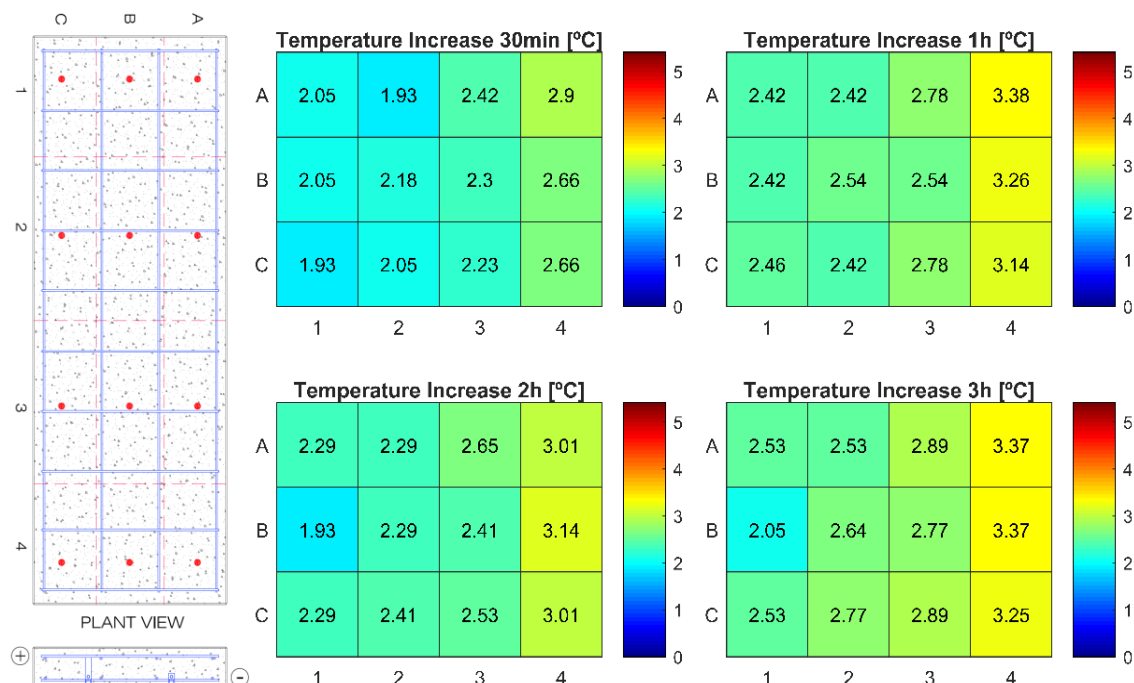 C B A
1
2
3
4
PLANT VIEW
+
-
Temperature Increase 30min [ºC]
A 2.05 1.93 2.42 2.9
B 2.05 2.18 2.3 2.66
C 1.93 2.05 2.23 2.66
1 2 3 4
5
4
3
2
1
0
Temperature Increase 1h [ºC]
A 2.42 2.42 2.78 3.38
B 2.42 2.54 2.54 3.26
C 2.46 2.42 2.78 3.14
1 2 3 4
5
4
3
2
1
0
Temperature Increase 2h [ºC]
A 2.29 2.29 2.65 3.01
B 1.93 2.29 2.41 3.14
C 2.29 2.41 2.53 3.01
1 2 3 4
5
4
3
2
1
0
Temperature Increase 3h [ºC]
A 2.53 2.53 2.89 3.37
B 2.05 2.64 2.77 3.37
C 2.53 2.77 2.89 3.25
1 2 3 4
5
4
3
2
1
0